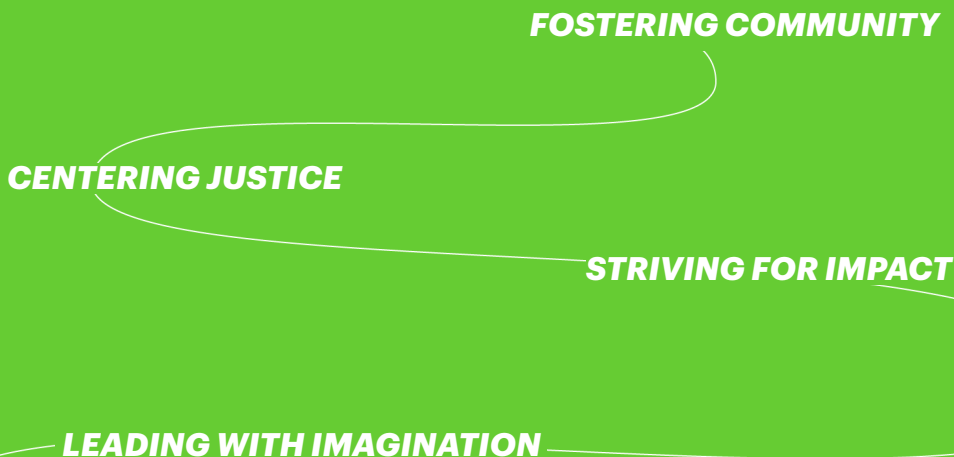 FOSTERING COMMUNITY
CENTERING JUSTICE
STRIVING FOR IMPACT
LEADING WITH IMAGINATION